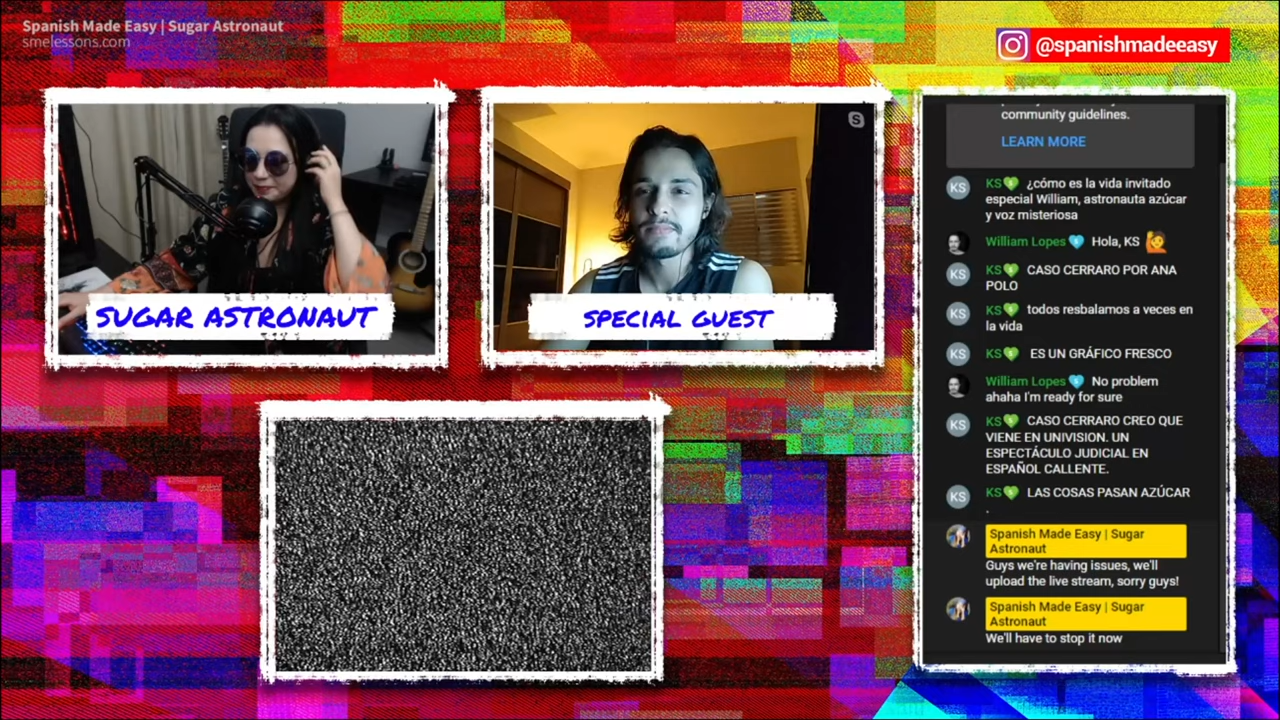 Spanish Made Easy | Sugar Astronaut
smelessons.com
@spanishmadeeasy
SUGAR ASTRONAUT
SPECIAL GUEST
community guidelines.
LEARN MORE
KS KS ¿cómo es la vida invitado
especial William, astronauta azúcar
y voz misteriosa
William Lopes Hola, KS
KS KS CASO CERRARO POR ANA
POLO
KS KS todos resbalamos a veces en
la vida
KS KS ES UN GRÁFICO FRESCO
William Lopes No problem
ahaha I'm ready for sure
KS KS CASO CERRARO CREO QUE
VIENE EN UNIVISION. UN
ESPECTÁCULO JUDICIAL EN
ESPAÑOL CALLENTE.
KS KS LAS COSAS PASAN AZÚCAR
.
Spanish Made Easy | Sugar
Astronaut
Guys we're having issues, we'll
upload the live stream, sorry guys!
Spanish Made Easy | Sugar
Astronaut
We'll have to stop it now